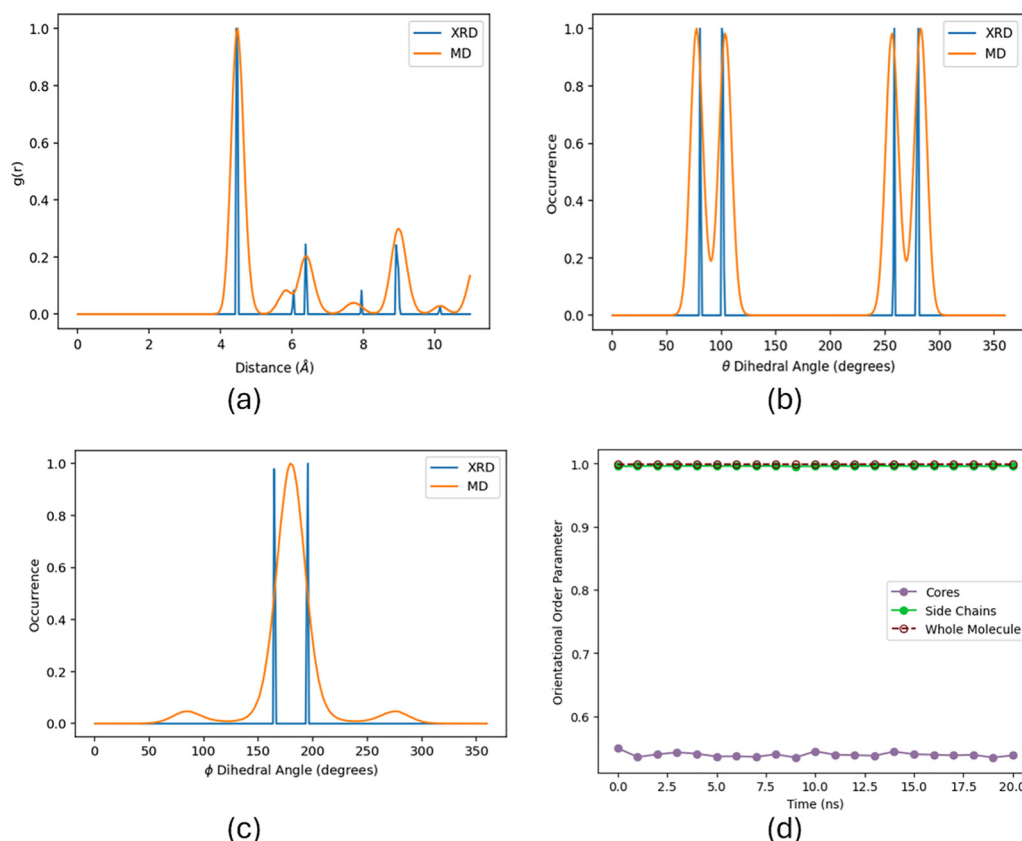 1.0
0.8
0.6
0.4
0.2
0.0
g(r)
XRD
MD
0 2 4 6 8 10
Distance (Å)
(a)
1.0
0.8
0.6
0.4
0.2
0.0
Occurrence
XRD
MD
0 50 100 150 200 250 300 350
θ Dihedral Angle (degrees)
(b)
1.0
0.8
0.6
0.4
0.2
0.0
Occurrence
XRD
MD
0 50 100 150 200 250 300 350
ϕ Dihedral Angle (degrees)
(c)
1.0
0.9
0.8
0.7
0.6
Orientational Order Parameter
Cores
Side Chains
Whole Molecule
0.0 2.5 5.0 7.5 10.0 12.5 15.0 17.5 20.0
Time (ns)
(d)